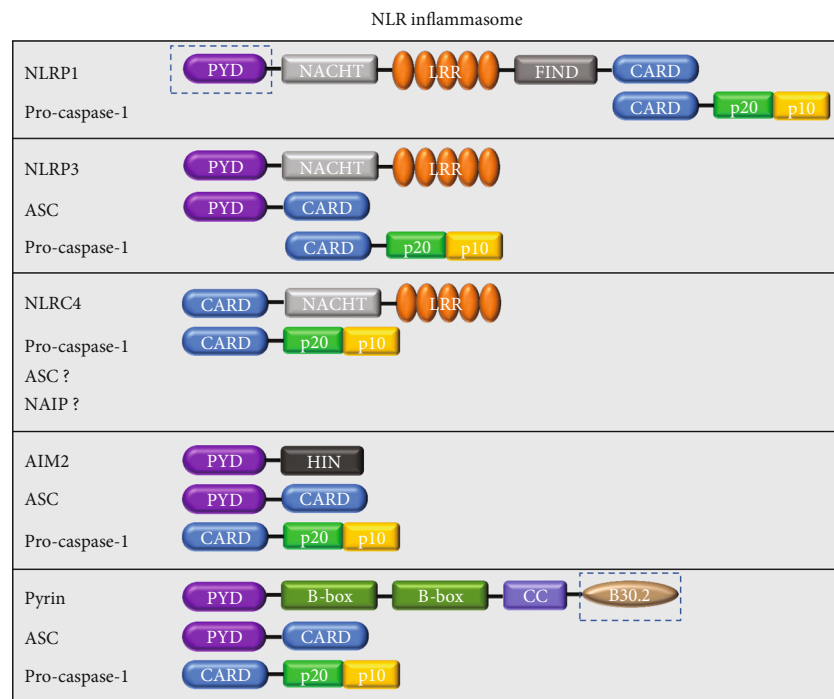 NLR inflammasome
NLRP1 PYD NACHT LRR FIND CARD
Pro-caspase-1 CARD p20 p10
NLRP3 PYD NACHT LRR
ASC PYD CARD
Pro-caspase-1 CARD p20 p10
NLRC4 CARD NACHT LRR
Pro-caspase-1 CARD p20 p10
ASC ?
NAIP ?
AIM2 PYD HIN
ASC PYD CARD
Pro-caspase-1 CARD p20 p10
Pyrin PYD B-box B-box CC B30.2
ASC PYD CARD
Pro-caspase-1 CARD p20 p10